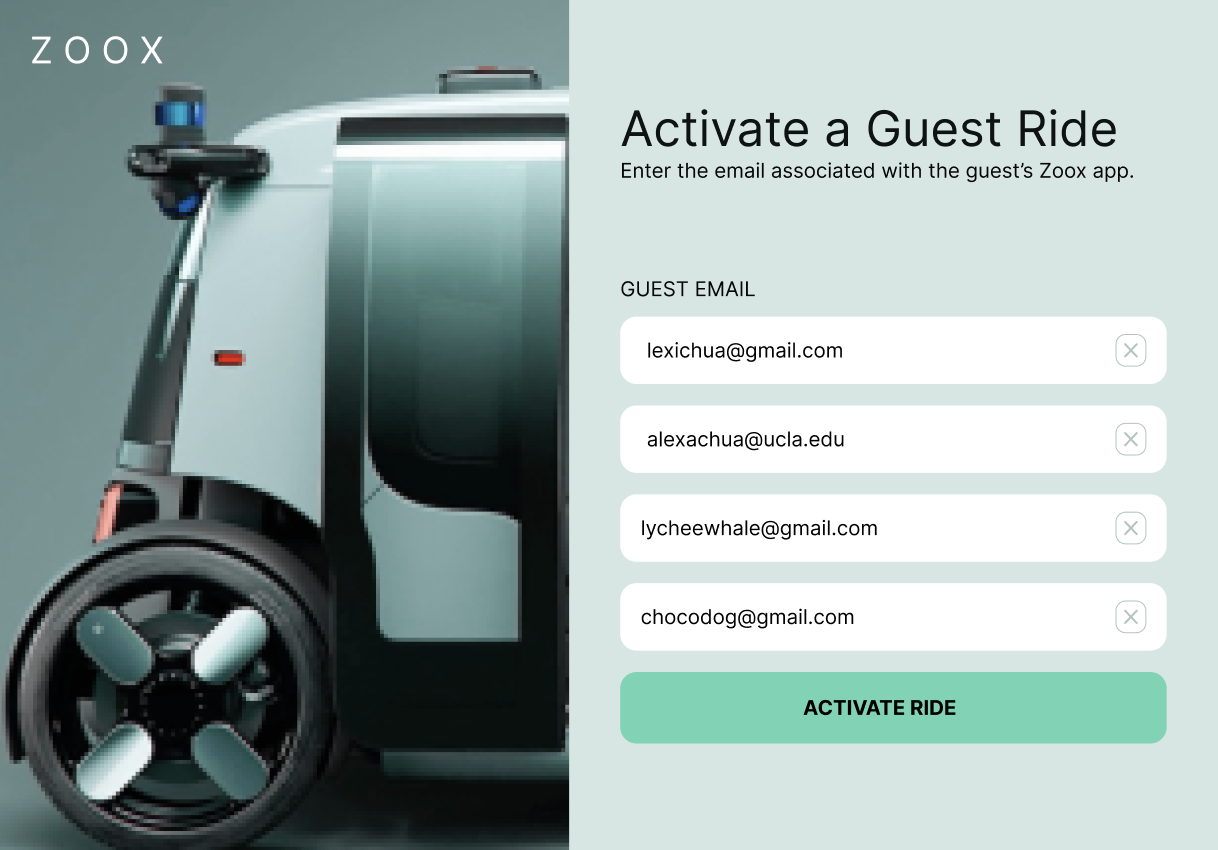 ZOOX
Activate a Guest Ride
Enter the email associated with the guest’s Zoox app.
GUEST EMAIL
lexichua@gmail.com
alexachua@ucla.edu
lycheewhale@gmail.com
chocodog@gmail.com
ACTIVATE RIDE